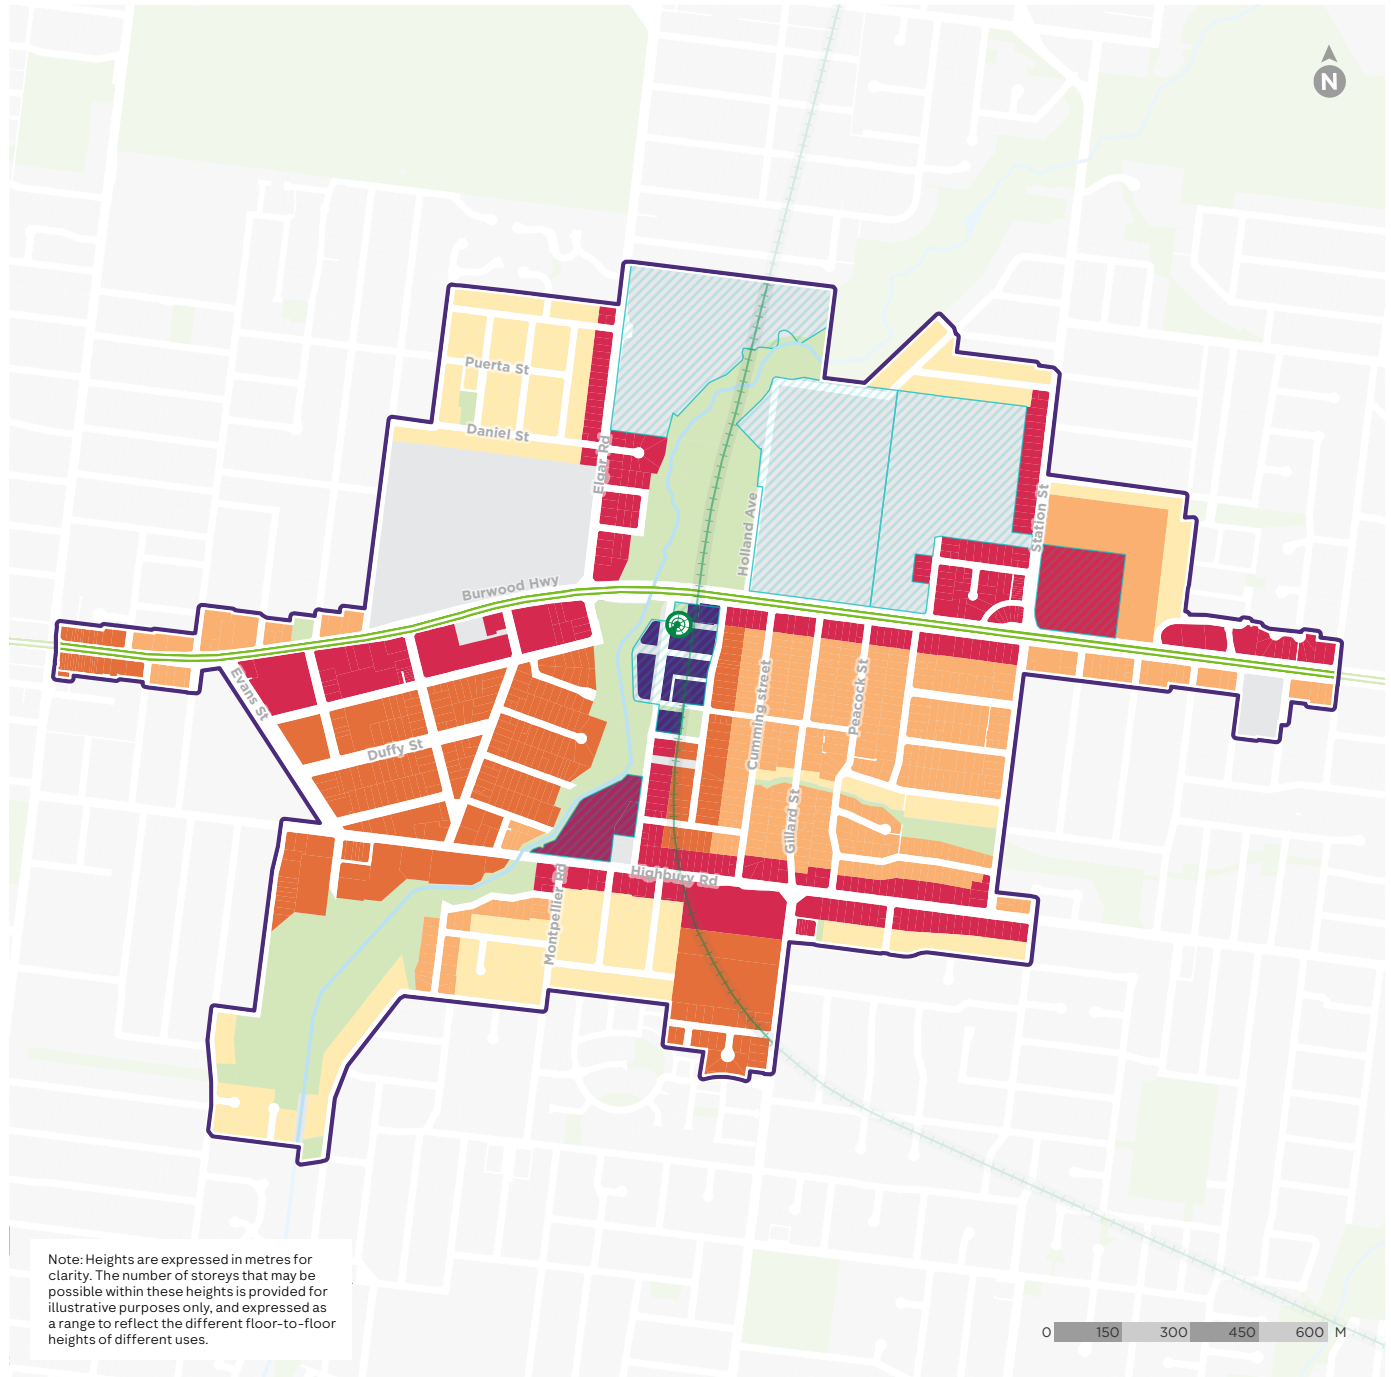 N
Puerta St
Daniel St
Elgar Rd
Holland Ave
Station St
Burwood Hwy
Evans St
Duffy St
Cumming street
Peacock St
Gillard St
Highbury Rd
Montpellier Rd
Note: Heights are expressed in metres for
clarity. The number of storeys that may be
possible within these heights is provided for
illustrative purposes only, and expressed as
a range to reflect the different floor-to-floor
heights of different uses.
0 150 300 450 600 M